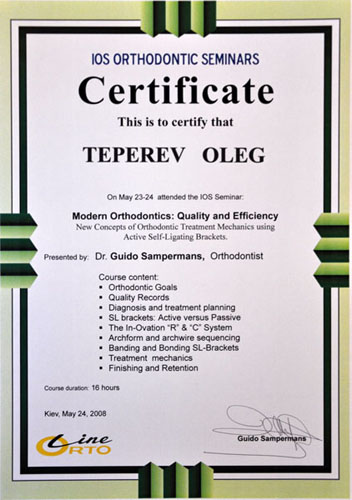 IOS ORTHODONTIC SEMINARS
Certificate
This is to certify that
TEPEREV OLEG
On May 23-24 attended the IOS Seminar:
Modern Orthodontics: Quality and Efficiency
New Concepts of Orthodontic Treatment Mechanics using
Active Self-Ligating Brackets.
Presented by: Dr. Guido Sampermans, Orthodontist
Course content:
• Orthodontic Goals
• Quality Records
• Diagnosis and treatment planning
• SL brackets: Active versus Passive
• The In-Ovation “R” & “C” System
• Archform and archwire sequencing
• Banding and Bonding SL-Brackets
• Treatment mechanics
• Finishing and Retention
Course duration: 16 hours
Kiev, May 24, 2008
Guido Sampermans
Line
ORTO